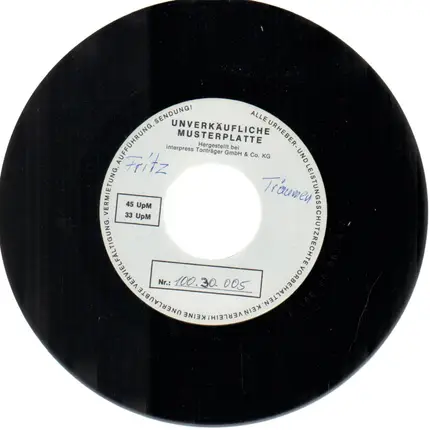 ALLE URHEBER- UND LEISTUNGSSCHUTZRECHTE VORBEHALTEN. KEIN VERLEIH! KEINE UNERLAUBTE VERVIELFÄLTIGUNG, VERMIETUNG, AUFFÜHRUNG, SENDUNG!
UNVERKÄUFLICHE
MUSTERPLATTE
Hergestellt bei
Interpress Tonträger GmbH & Co. KG
Fritz
Träumen
45 UpM
33 UpM
Nr.: 100.30.005